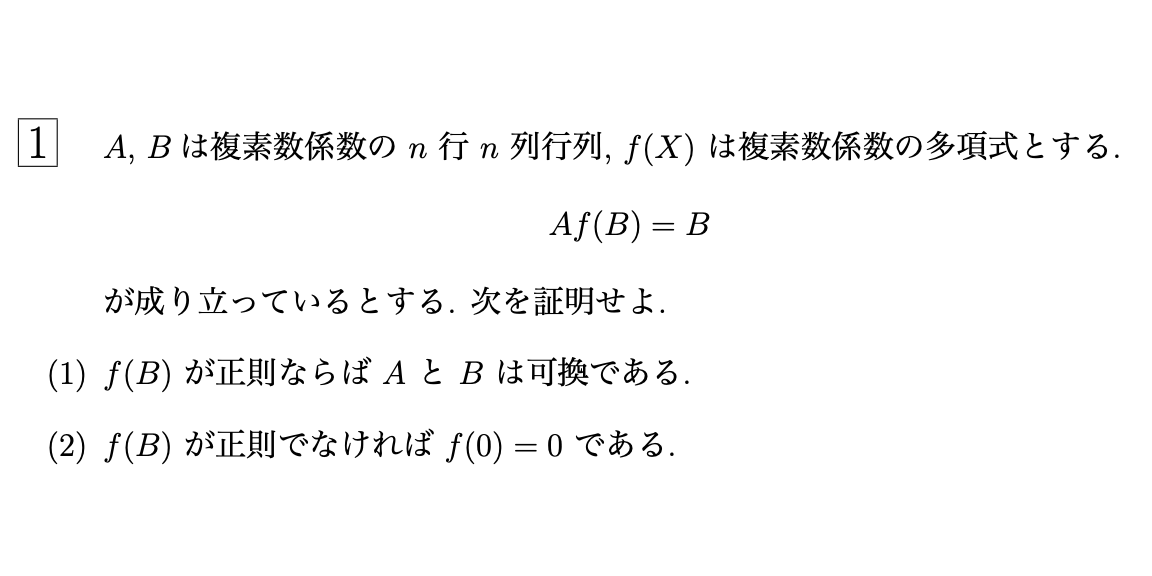 1 A, B は複素数係数の n 行 n 列行列, f(X) は複素数係数の多項式とする.
Af(B) = B
が成り立っているとする. 次を証明せよ.
(1) f(B) が正則ならば A と B は可換である.
(2) f(B) が正則でなければ f(0) = 0 である.